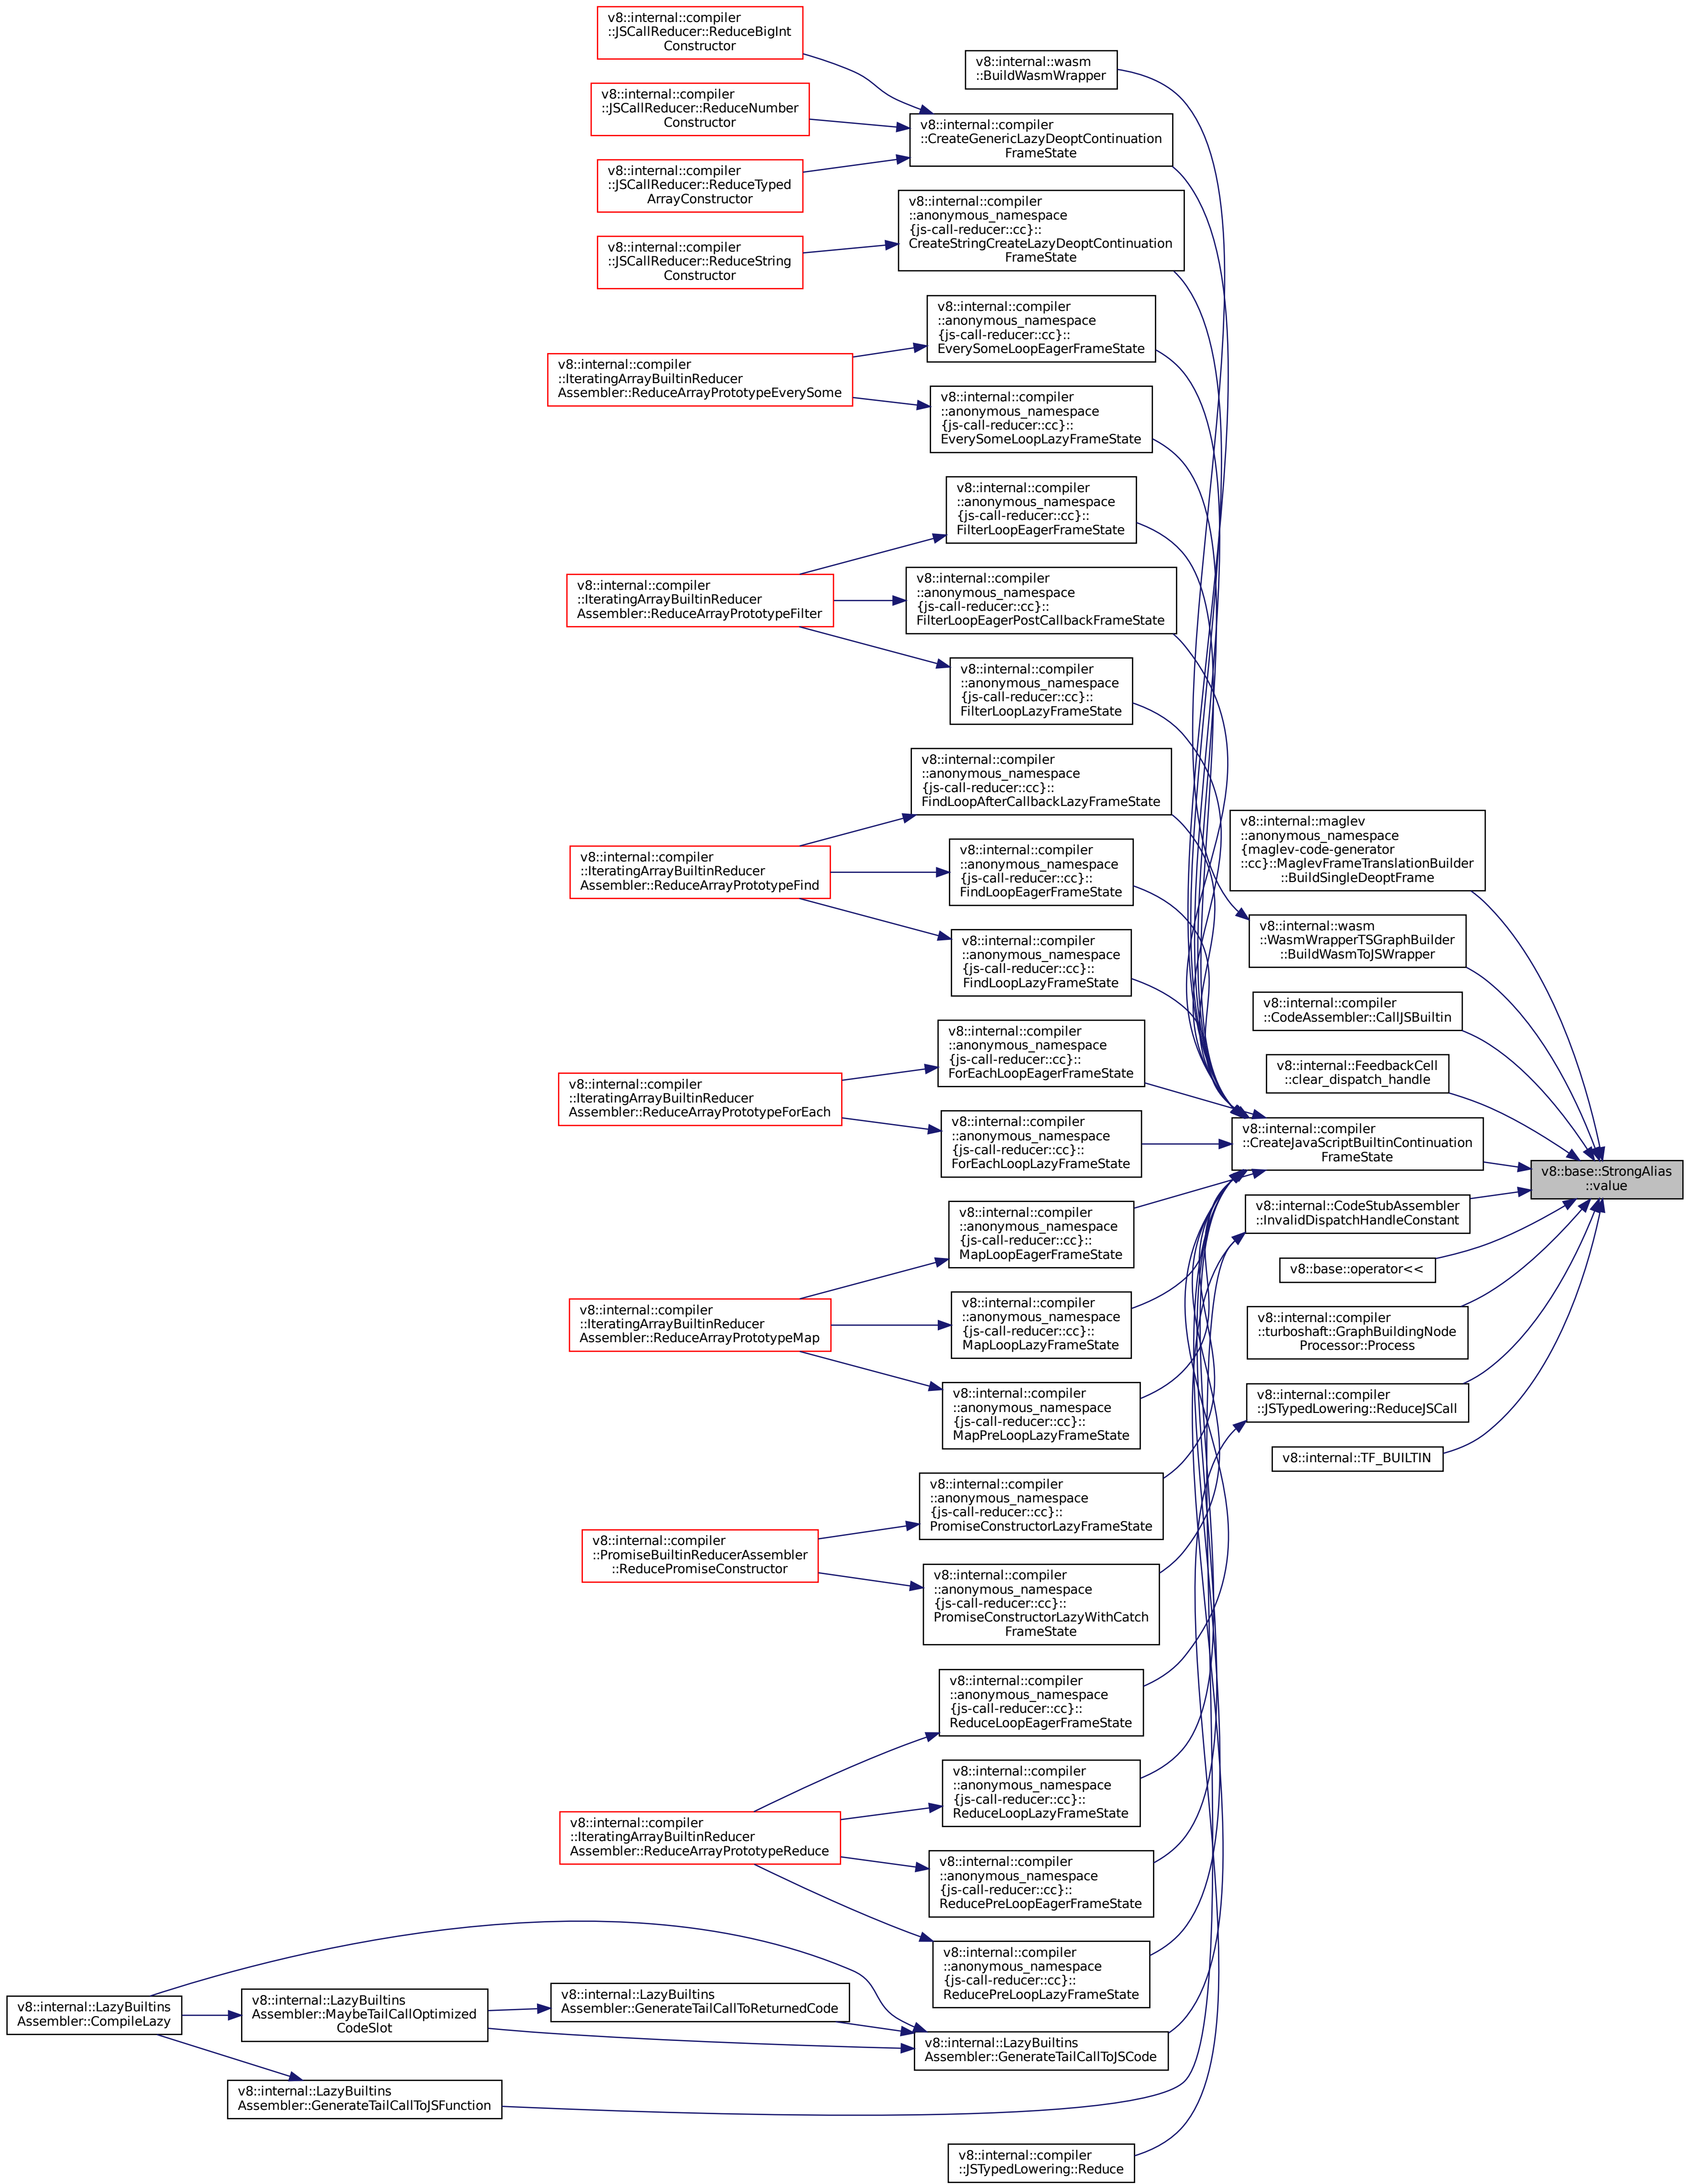 v8::internal::compiler
::JSCallReducer::ReduceBigInt
Constructor
v8::internal::wasm
::BuildWasmWrapper
v8::internal::compiler
::JSCallReducer::ReduceNumber
Constructor
v8::internal::compiler
::CreateGenericLazyDeoptContinuation
FrameState
v8::internal::compiler
::JSCallReducer::ReduceTyped
ArrayConstructor
v8::internal::compiler
::anonymous_namespace
{js-call-reducer::cc}::
CreateStringCreateLazyDeoptContinuation
FrameState
v8::internal::compiler
::JSCallReducer::ReduceString
Constructor
v8::internal::compiler
::anonymous_namespace
{js-call-reducer::cc}::
EverySomeLoopEagerFrameState
v8::internal::compiler
::IteratingArrayBuiltinReducer
Assembler::ReduceArrayPrototypeEverySome
v8::internal::compiler
::anonymous_namespace
{js-call-reducer::cc}::
EverySomeLoopLazyFrameState
v8::internal::compiler
::anonymous_namespace
{js-call-reducer::cc}::
FilterLoopEagerFrameState
v8::internal::compiler
::IteratingArrayBuiltinReducer
Assembler::ReduceArrayPrototypeFilter
v8::internal::compiler
::anonymous_namespace
{js-call-reducer::cc}::
FilterLoopEagerPostCallbackFrameState
v8::internal::compiler
::anonymous_namespace
{js-call-reducer::cc}::
FilterLoopLazyFrameState
v8::internal::compiler
::anonymous_namespace
{js-call-reducer::cc}::
FindLoopAfterCallbackLazyFrameState
v8::internal::maglev
::anonymous_namespace
{maglev-code-generator
::cc}::MaglevFrameTranslationBuilder
::BuildSingleDeoptFrame
v8::internal::compiler
::IteratingArrayBuiltinReducer
Assembler::ReduceArrayPrototypeFind
v8::internal::compiler
::anonymous_namespace
{js-call-reducer::cc}::
FindLoopEagerFrameState
v8::internal::wasm
::WasmWrapperTSGraphBuilder
::BuildWasmToJSWrapper
v8::internal::compiler
::anonymous_namespace
{js-call-reducer::cc}::
FindLoopLazyFrameState
v8::internal::compiler
::CodeAssembler::CallJSBuiltin
v8::internal::compiler
::anonymous_namespace
{js-call-reducer::cc}::
ForEachLoopEagerFrameState
v8::internal::FeedbackCell
::clear_dispatch_handle
v8::internal::compiler
::IteratingArrayBuiltinReducer
Assembler::ReduceArrayPrototypeForEach
v8::internal::compiler
::anonymous_namespace
{js-call-reducer::cc}::
ForEachLoopLazyFrameState
v8::internal::compiler
::CreateJavaScriptBuiltinContinuation
FrameState
v8::base::StrongAlias
::value
v8::internal::compiler
::anonymous_namespace
{js-call-reducer::cc}::
MapLoopEagerFrameState
v8::internal::CodeStubAssembler
::InvalidDispatchHandleConstant
v8::base::operator<<
v8::internal::compiler
::IteratingArrayBuiltinReducer
Assembler::ReduceArrayPrototypeMap
v8::internal::compiler
::anonymous_namespace
{js-call-reducer::cc}::
MapLoopLazyFrameState
v8::internal::compiler
::turboshaft::GraphBuildingNode
Processor::Process
v8::internal::compiler
::anonymous_namespace
{js-call-reducer::cc}::
MapPreLoopLazyFrameState
v8::internal::compiler
::JSTypedLowering::ReduceJSCall
v8::internal::TF_BUILTIN
v8::internal::compiler
::anonymous_namespace
{js-call-reducer::cc}::
PromiseConstructorLazyFrameState
v8::internal::compiler
::PromiseBuiltinReducerAssembler
::ReducePromiseConstructor
v8::internal::compiler
::anonymous_namespace
{js-call-reducer::cc}::
PromiseConstructorLazyWithCatch
FrameState
v8::internal::compiler
::anonymous_namespace
{js-call-reducer::cc}::
ReduceLoopEagerFrameState
v8::internal::compiler
::anonymous_namespace
{js-call-reducer::cc}::
ReduceLoopLazyFrameState
v8::internal::compiler
::IteratingArrayBuiltinReducer
Assembler::ReduceArrayPrototypeReduce
v8::internal::compiler
::anonymous_namespace
{js-call-reducer::cc}::
ReducePreLoopEagerFrameState
v8::internal::compiler
::anonymous_namespace
{js-call-reducer::cc}::
ReducePreLoopLazyFrameState
v8::internal::LazyBuiltins
Assembler::CompileLazy
v8::internal::LazyBuiltins
Assembler::MaybeTailCallOptimized
CodeSlot
v8::internal::LazyBuiltins
Assembler::GenerateTailCallToReturnedCode
v8::internal::LazyBuiltins
Assembler::GenerateTailCallToJSCode
v8::internal::LazyBuiltins
Assembler::GenerateTailCallToJSFunction
v8::internal::compiler
::JSTypedLowering::Reduce